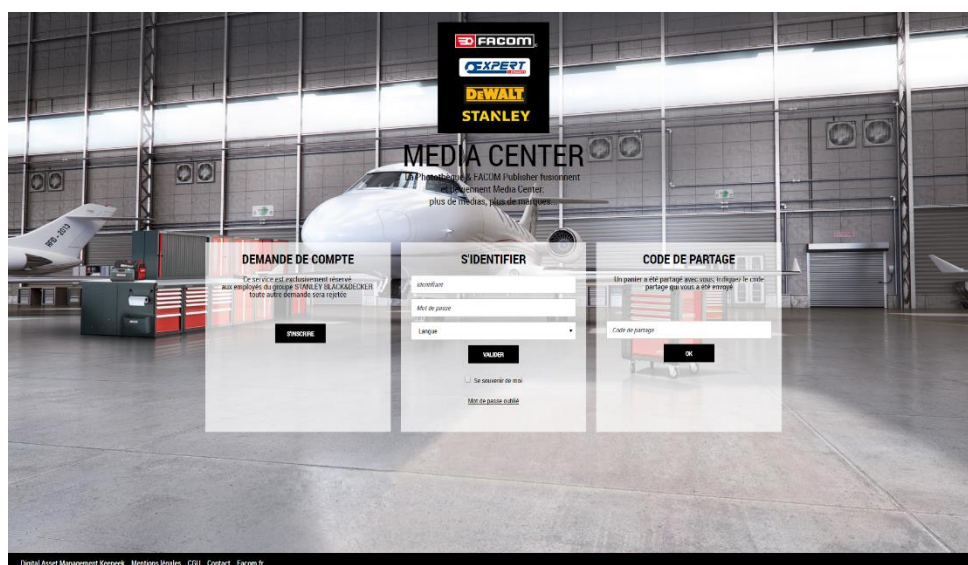 FACOM
EXPERT
DEWALT
STANLEY
MEDIA CENTER
La Photothèque & FACOM Publisher fusionnent
et deviennent Media Center:
plus de médias, plus de marques...
DEMANDE DE COMPTE
Ce service est exclusivement réservé
aux employés du groupe STANLEY BLACK&DECKER
toute autre demande sera rejetée
S'INSCRIRE
S'IDENTIFIER
Identifiant
Mot de passe
Langue
VALIDER
Se souvenir de moi
Mot de passe oublié
CODE DE PARTAGE
Un panier a été partagé avec vous, indiquez le code
partage qui vous a été envoyé
Code de partage
OK
Digital Asset Management Keepeek Mentions légales CGU Contact Facom.fr